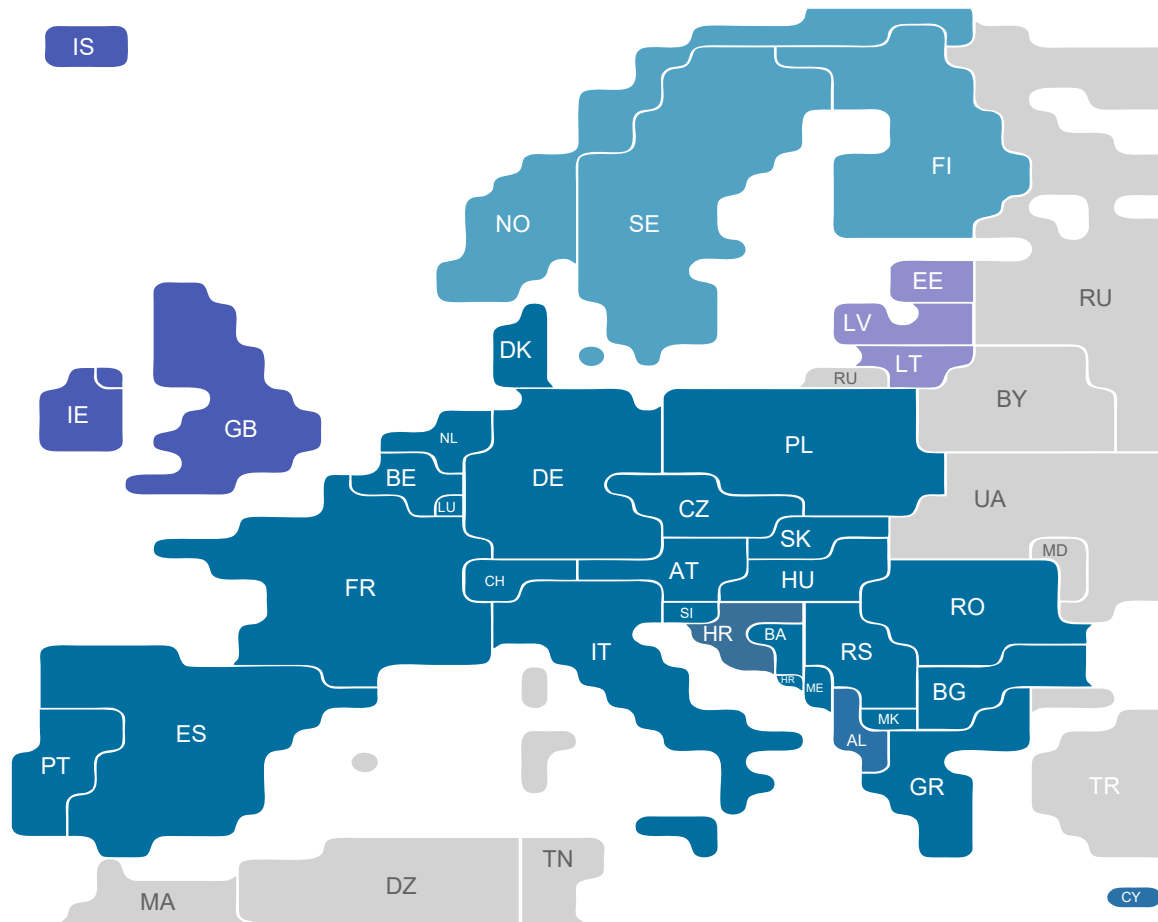 IS
FI
NO
SE
EE
RU
LV
DK
LT
RU
BY
IE
GB
NL
PL
BE
DE
LU
CZ
UA
SK
MD
CH
AT
HU
FR
RO
SI
HR
BA
IT
RS
HR
ME
BG
MK
ES
AL
PT
GR
TR
TN
DZ
MA
CY